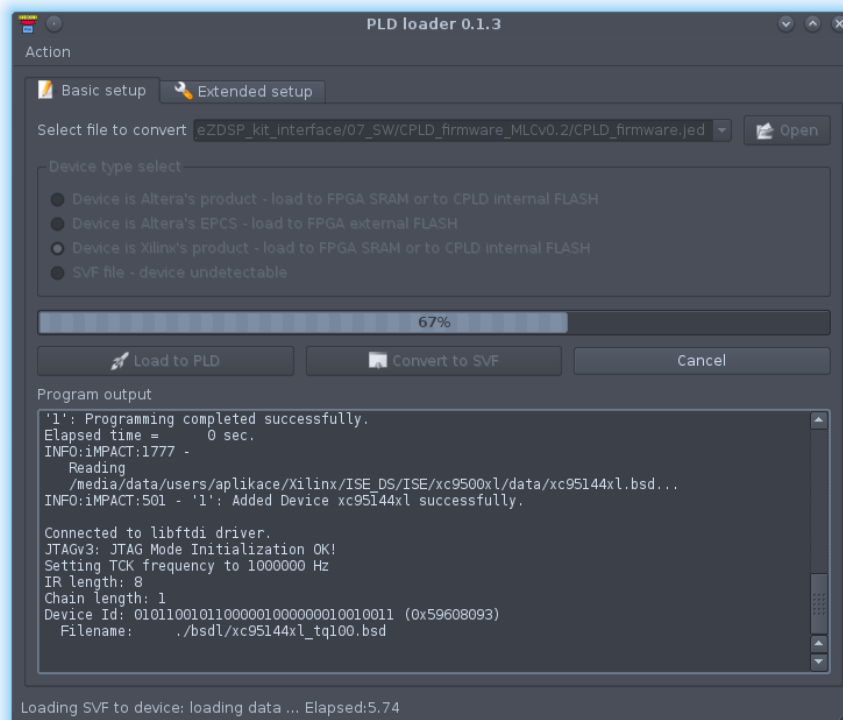 PLD loader 0.1.3
Action
Basic setup
Extended setup
Select file to convert eZDSP_kit_interface/07_SW/CPLD_firmware_MLCv0.2/CPLD_firmware.jed Open
Device type select
Device is Altera's product - load to FPGA SRAM or to CPLD internal FLASH
Device is Altera's EPCS - load to FPGA external FLASH
Device is Xilinx's product - load to FPGA SRAM or to CPLD internal FLASH
SVF file - device undetectable
67%
Load to PLD Convert to SVF Cancel
Program output
'1': Programming completed successfully.
Elapsed time =      0 sec.
INFO:iMPACT:1777 -
Reading
/media/data/users/aplikace/Xilinx/ISE_DS/ISE/xc9500xl/data/xc95144xl.bsd...
INFO:iMPACT:501 - '1': Added Device xc95144xl successfully.
Connected to libftdi driver.
JTAGv3: JTAG Mode Initialization OK!
Setting TCK frequency to 1000000 Hz
IR length: 8
Chain length: 1
Device Id: 01011001011000001000000010010011 (0x59608093)
Filename:     ./bsdl/xc95144xl_tq100.bsd
Loading SVF to device: loading data ... Elapsed:5.74